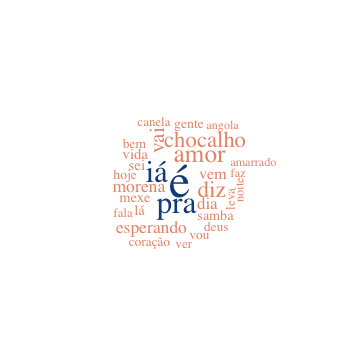 canela gente angola
vai chocalho
bem
vida amor
sei iá amarrado
hoje é vem faz
morena diz noite
mexe pra dia leva
fala lá samba
esperando deus
vou
coração ver